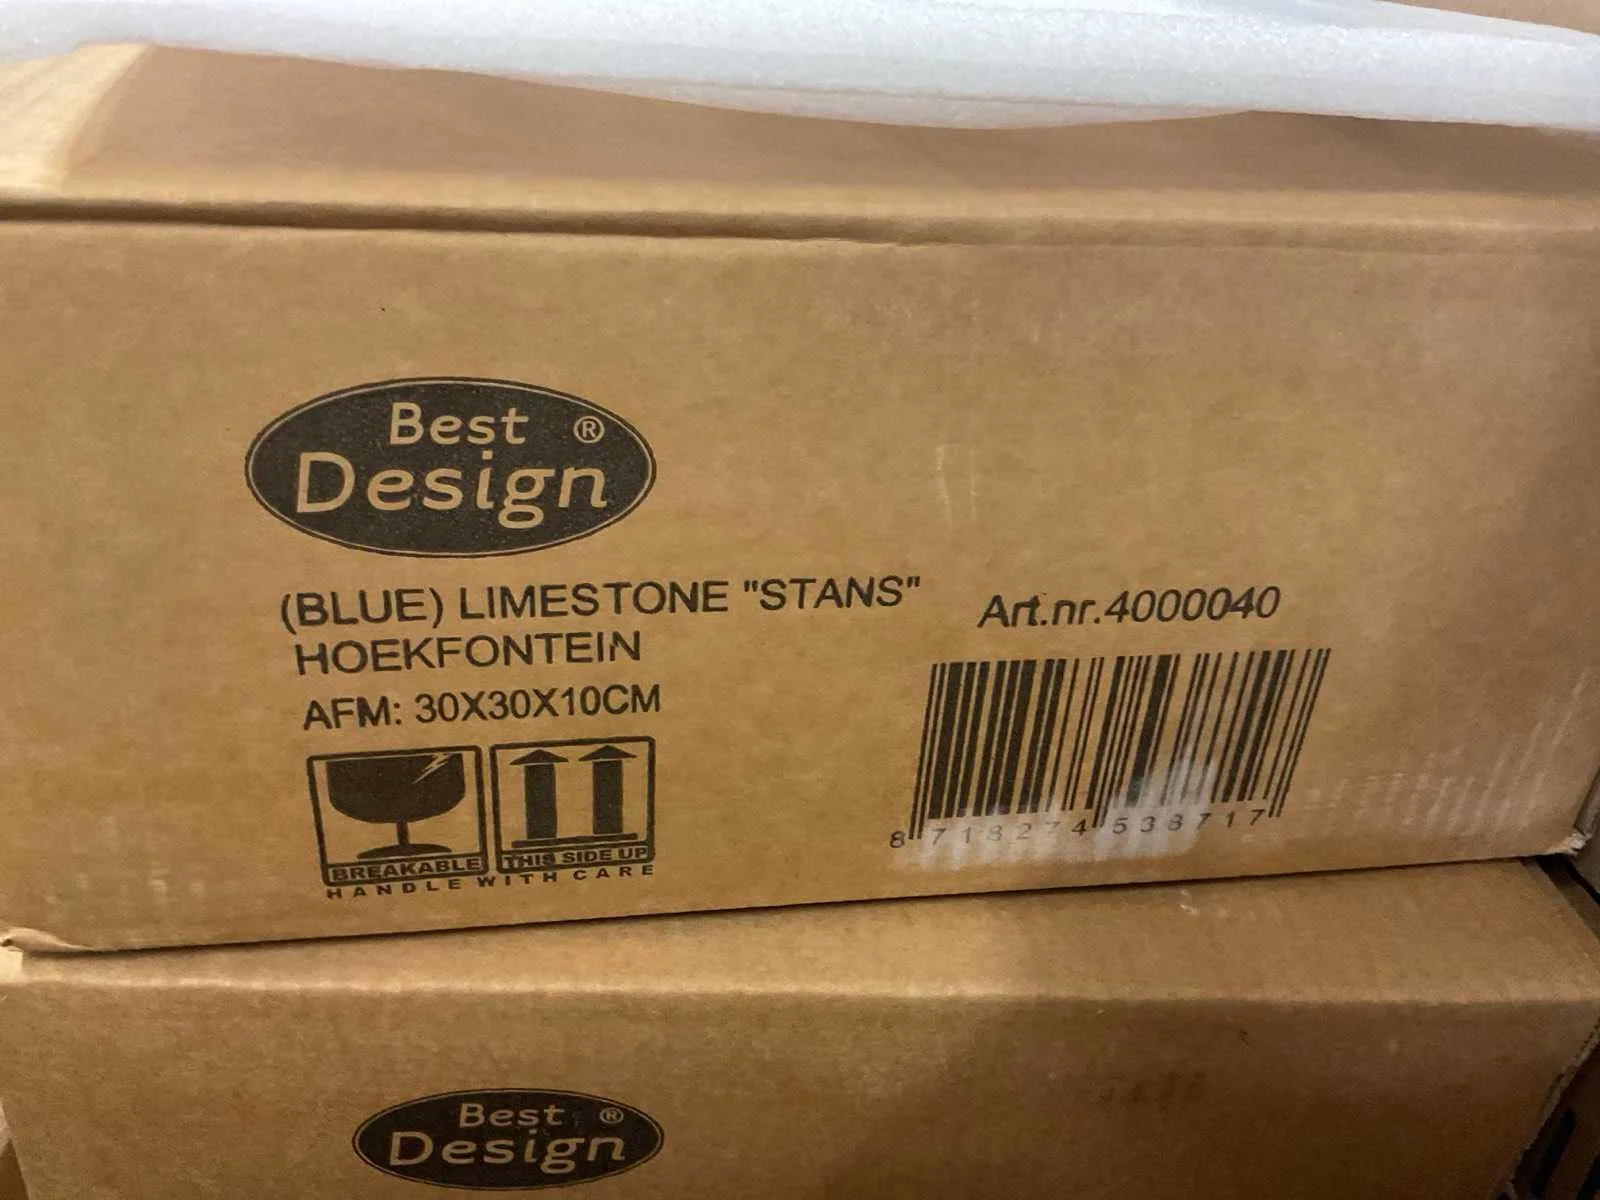 Best ®
Design
(BLUE) LIMESTONE "STANS"
HOEKFONTEIN
AFM: 30X30X10CM
BREAKABLE
THIS SIDE UP
HANDLE WITH CARE
Art.nr.4000040
8 718274 538717
Best ®
Design